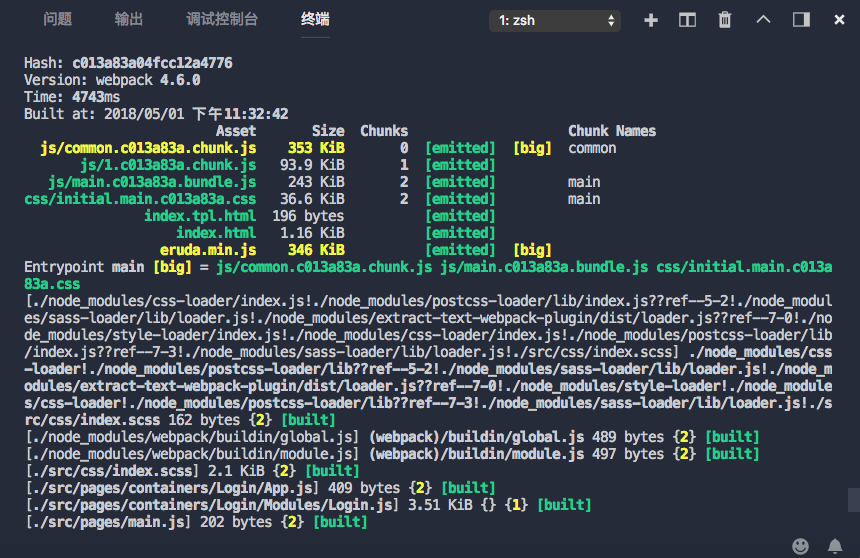 问题 输出 调试控制台 终端 1: zsh
Hash: c013a83a04fcc12a4776
Version: webpack 4.6.0
Time: 4743ms
Built at: 2018/05/01 下午11:32:42
Asset Size Chunks Chunk Names
js/common.c013a83a.chunk.js 353 KiB 0 [emitted] [big] common
js/1.c013a83a.chunk.js 93.9 KiB 1 [emitted]
js/main.c013a83a.bundle.js 243 KiB 2 [emitted] main
css/initial.main.c013a83a.css 36.6 KiB 2 [emitted] main
index.tpl.html 196 bytes [emitted]
index.html 1.16 KiB [emitted]
eruda.min.js 346 KiB [emitted] [big]
Entrypoint main [big] = js/common.c013a83a.chunk.js js/main.c013a83a.bundle.js css/initial.main.c013a
83a.css
[./node_modules/css-loader/index.js!./node_modules/postcss-loader/lib/index.js??ref--5-2!./node_modul
es/sass-loader/lib/loader.js!./node_modules/extract-text-webpack-plugin/dist/loader.js??ref--7-0!./no
de_modules/style-loader/index.js!./node_modules/css-loader/index.js!./node_modules/postcss-loader/lib
/index.js??ref--7-3!./node_modules/sass-loader/lib/loader.js!./src/css/index.scss] ./node_modules/css
-loader!./node_modules/postcss-loader/lib??ref--5-2!./node_modules/sass-loader/lib/loader.js!./node_m
odules/extract-text-webpack-plugin/dist/loader.js??ref--7-0!./node_modules/style-loader!./node_module
s/css-loader!./node_modules/postcss-loader/lib??ref--7-3!./node_modules/sass-loader/lib/loader.js!./s
rc/css/index.scss 162 bytes {2} [built]
[./node_modules/webpack/buildin/global.js] (webpack)/buildin/global.js 489 bytes {2} [built]
[./node_modules/webpack/buildin/module.js] (webpack)/buildin/module.js 497 bytes {2} [built]
[./src/css/index.scss] 2.1 KiB {2} [built]
[./src/pages/containers/Login/App.js] 409 bytes {2} [built]
[./src/pages/containers/Login/Modules/Login.js] 3.51 KiB {} {1} [built]
[./src/pages/main.js] 202 bytes {2} [built]